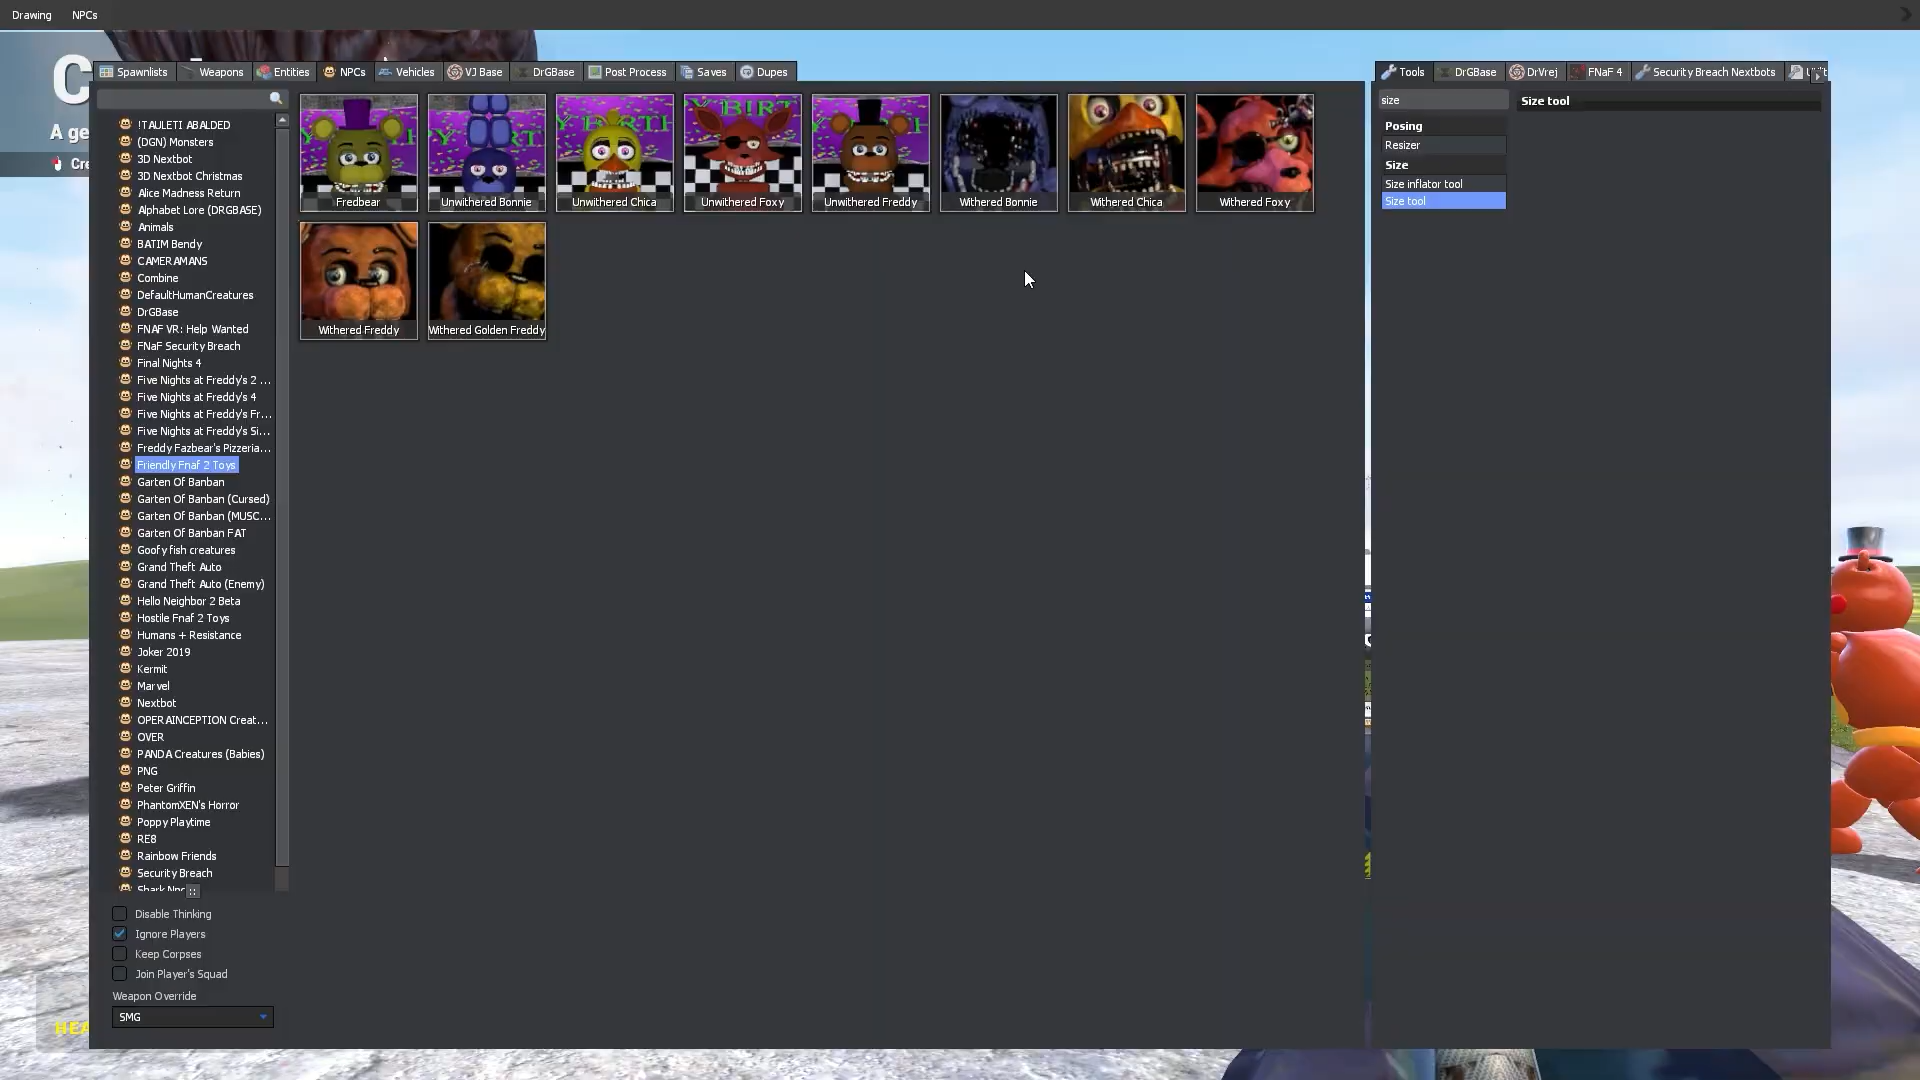 Drawing NPCs
C
A ge
Cre
Spawnlists Weapons Entities NPCs Vehicles VJ Base DrGBase Post Process Saves Dupes
!TAULETI ABALDED
(DGN) Monsters
3D Nextbot
3D Nextbot Christmas
Alice Madness Return
Alphabet Lore (DRGBASE)
Animals
BATIM Bendy
CAMERAMANS
Combine
DefaultHumanCreatures
DrGBase
FNAF VR: Help Wanted
FNaF Security Breach
Final Nights 4
Five Nights at Freddy's 2 ...
Five Nights at Freddy's 4
Five Nights at Freddy's Fr...
Five Nights at Freddy's Si...
Freddy Fazbear's Pizzeria...
Friendly Fnaf 2 Toys
Garten Of Banban
Garten Of Banban (Cursed)
Garten Of Banban (MUSC...
Garten Of Banban FAT
Goofy fish creatures
Grand Theft Auto
Grand Theft Auto (Enemy)
Hello Neighbor 2 Beta
Hostile Fnaf 2 Toys
Humans + Resistance
Joker 2019
Kermit
Marvel
Nextbot
OPERAINCEPTION Creat...
OVER
PANDA Creatures (Babies)
PNG
Peter Griffin
PhantomXEN's Horror
Poppy Playtime
RE8
Rainbow Friends
Security Breach
Shark Npc
Disable Thinking
Ignore Players
Keep Corpses
Join Player's Squad
Weapon Override
SMG
HEA
Fredbear Unwithered Bonnie Unwithered Chica Unwithered Foxy Unwithered Freddy Withered Bonnie Withered Chica Withered Foxy
Withered Freddy Withered Golden Freddy
Tools DrGBase DrVrej FNaF 4 Security Breach Nextbots
size
Posing
Resizer
Size
Size inflator tool
Size tool
Size tool